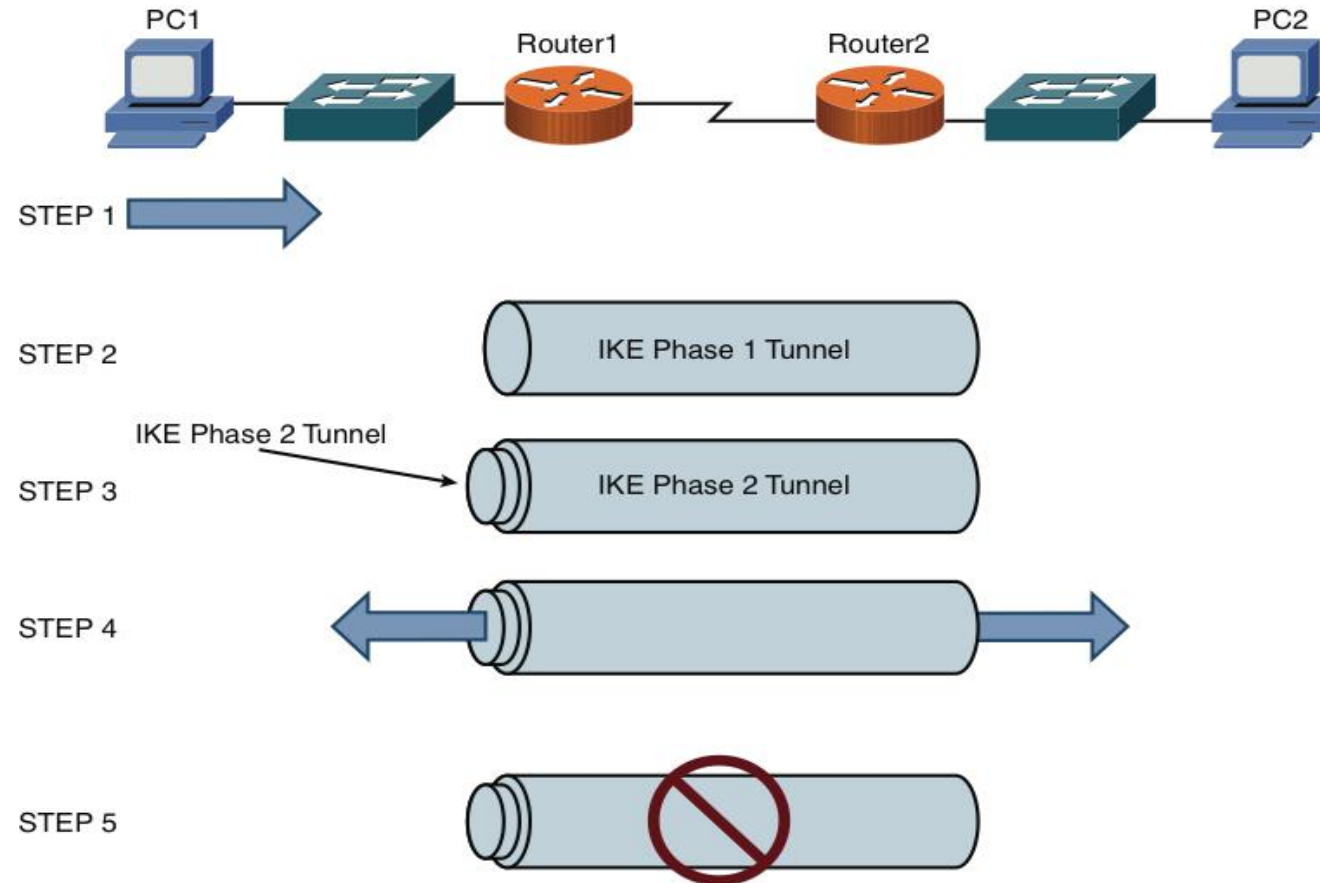 PC1
PC2
Router1
Router2
STEP 1
STEP 2
IKE Phase 1 Tunnel
IKE Phase 2 Tunnel
STEP 3
IKE Phase 2 Tunnel
STEP 4
STEP 5